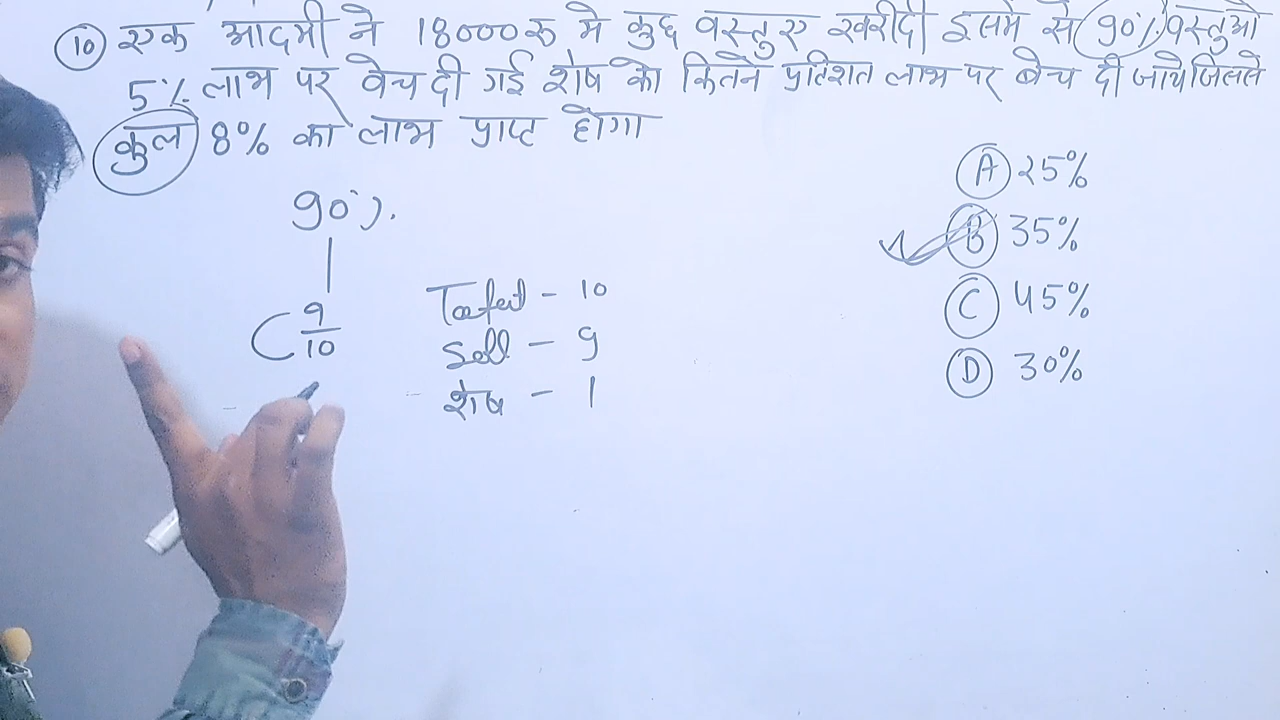 10 एक आदमी ने 18000रु मे कुछ वस्तुए खरीदी इसमे से 90% वस्तुओ
5% लाभ पर बेच दी गई शेष को कितने प्रतिशत लाभ पर बेच दी जाये जिससे
कुल 8% का लाभ प्राप्ट होगा
90%.
9
10
Total - 10
Sell - 9
शेष - 1
A 25%
B 35%
C 45%
D 30%